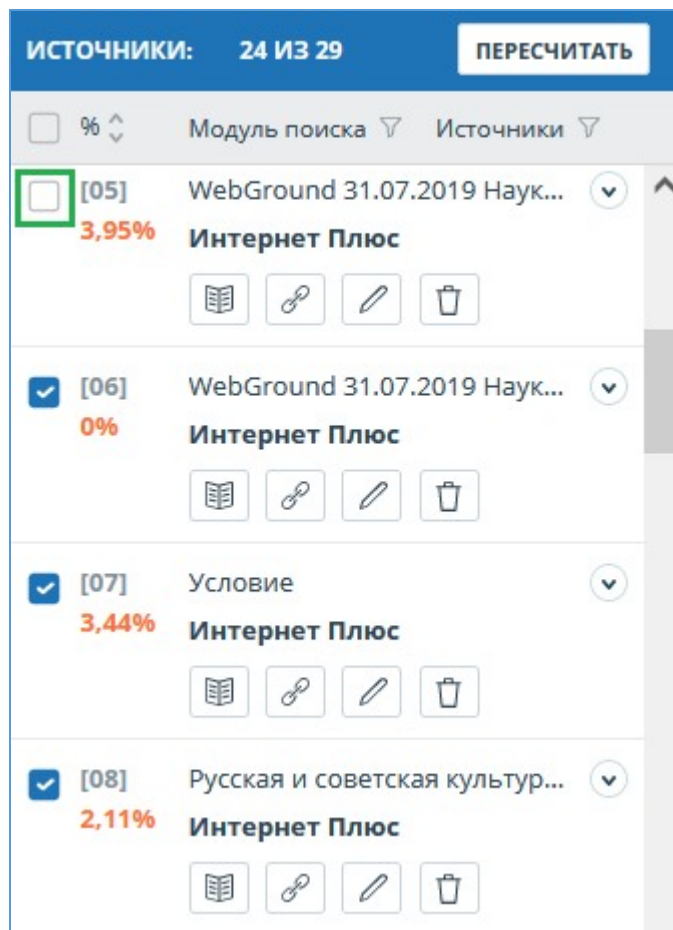 ИСТОЧНИКИ: 24 ИЗ 29 ПЕРЕСЧИТАТЬ
% Модуль поиска Источники
[05] WebGround 31.07.2019 Наук...
3,95% Интернет Плюс
[06] WebGround 31.07.2019 Наук...
0% Интернет Плюс
[07] Условие
3,44% Интернет Плюс
[08] Русская и советская культур...
2,11% Интернет Плюс